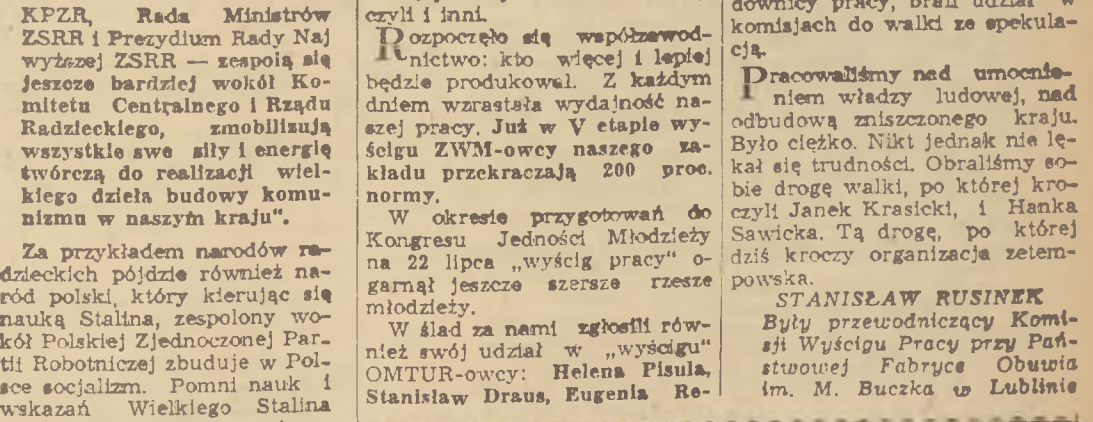 KPZR, Rada Ministrów
ZSRR i Prezydium Rady Naj
wyższej ZSRR — zespolą się
jeszcze bardziej wokół Ko-
mitetu Centralnego i Rządu
Radzieckiego, zmobilizują
wszystkie swe siły i energię
twórczą do realizacji wiel-
kiego dzieła budowy komu-
nizmu w naszym kraju".
Za przykładem narodów ra-
dzieckich pójdzie również na-
ród polski, który kierując się
nauką Stalina, zespolony wo-
kół Polskiej Zjednoczonej Par-
tii Robotniczej zbuduje w Pol-
sce socjalizm. Pomni nauk i
wskazań Wielkiego Stalina
czyli i inni.
Rozpoczęło się współzawod-
nictwo: kto więcej i lepiej
będzie produkował. Z każdym
dniem wzrastała wydajność na-
szej pracy. Już w V etapie wy-
ścigu ZWM-owcy naszego za-
kładu przekraczają 200 proc.
normy.
W okresie przygotowań do
Kongresu Jedności Młodzieży
na 22 lipca „wyścig pracy" o-
garnął jeszcze szersze rzesze
młodzieży.
W ślad za nami zgłosili rów-
nież swój udział w „wyścigu"
OMTUR-owcy: Helena Pisula,
Stanisław Draus, Eugenia Re-
downicy pracy, brali udział w
komisjach do walki ze spekula-
cją.
Pracowaliśmy nad umocnie-
niem władzy ludowej, nad
odbudową zniszczonego kraju.
Było ciężko. Nikt jednak nie lę-
kał się trudności. Obraliśmy so-
bie drogę walki, po której kro-
czyli Janek Krasicki, i Hanka
Sawicka. Tą drogę, po której
dziś kroczy organizacja zetem-
powska.
STANISŁAW RUSINEK
Były przewodniczący Komi-
sji Wyścigu Pracy przy Pań-
stwowej Fabryce Obuwia
im. M. Buczka w Lublinie